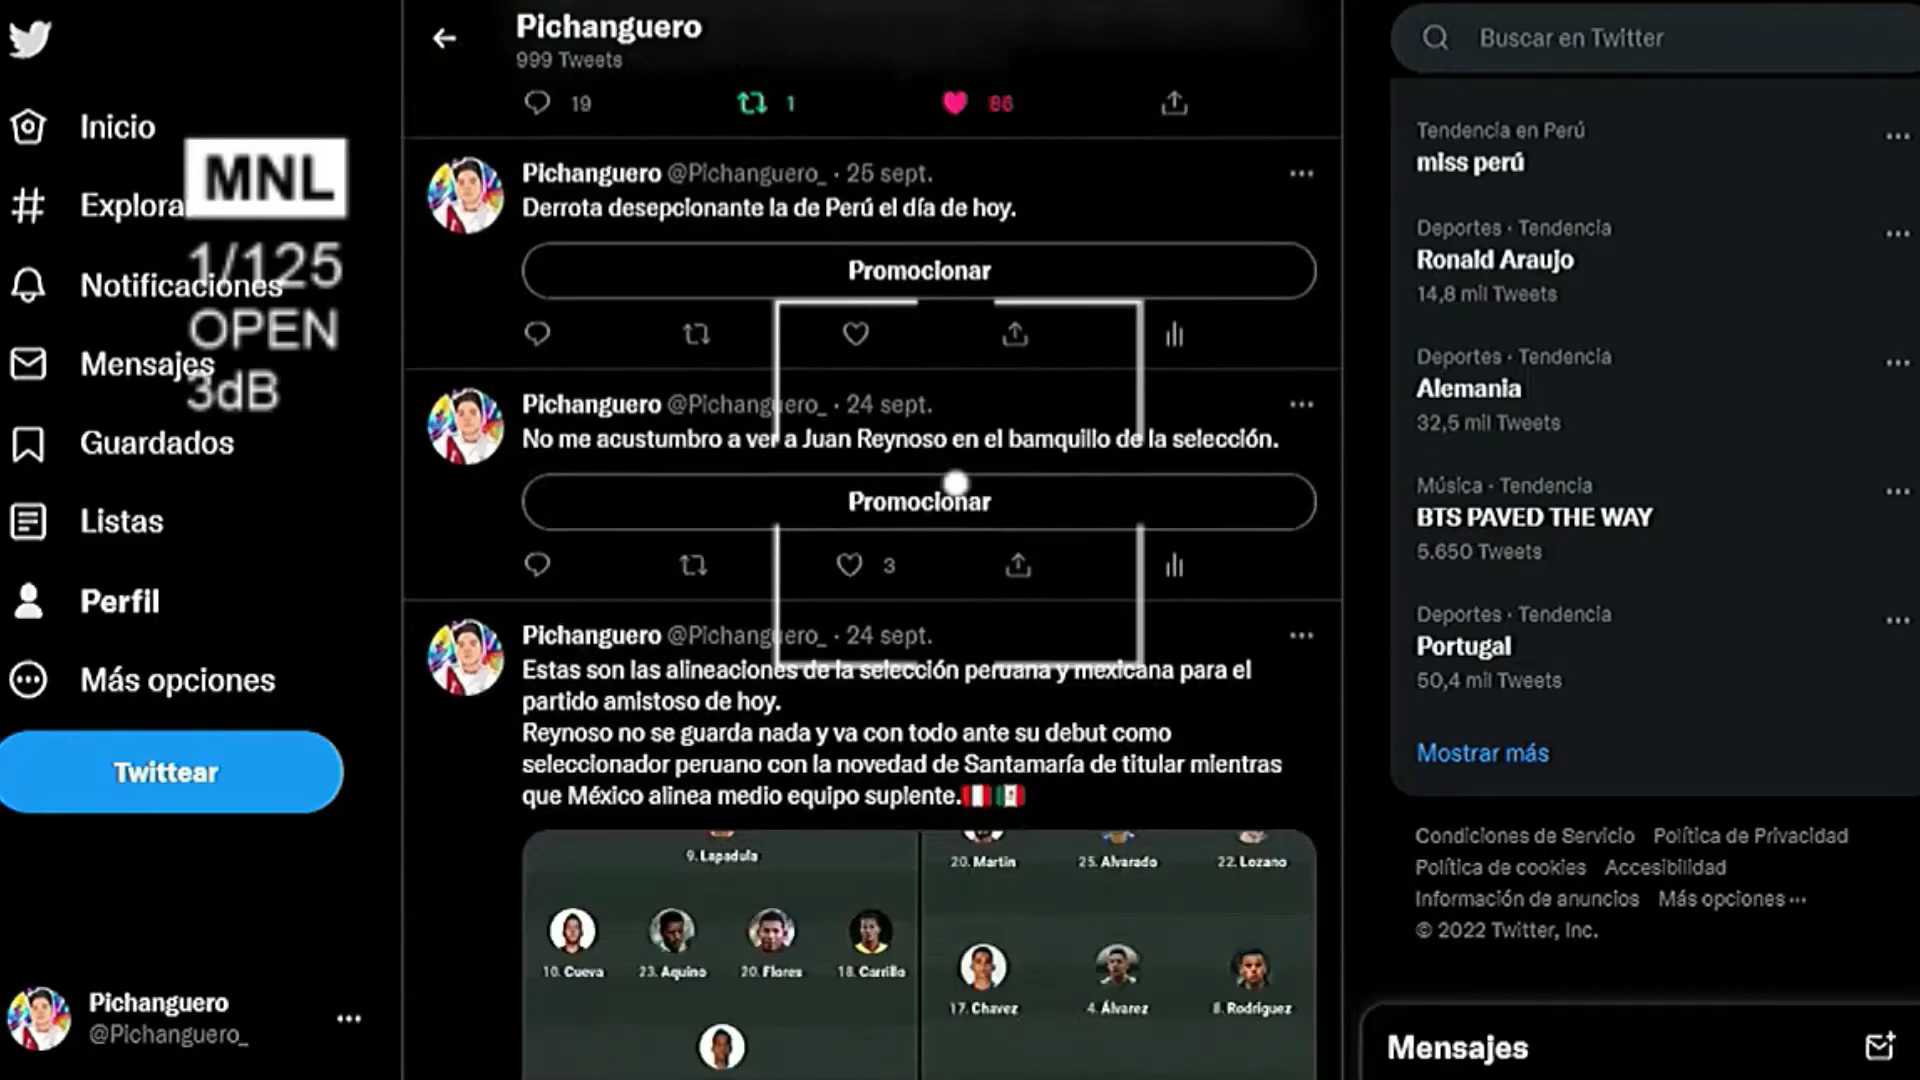 Pichanguero
999 Tweets
19
1
86
Inicio
Explora
Notificaciones
Mensajes
Guardados
Listas
Perfil
Más opciones
Twittear
Pichanguero
@Pichanguero_
MNL
1/125
OPEN
3dB
Pichanguero @Pichanguero_ · 25 sept.
Derrota desepcionante la de Perú el día de hoy.
Promocionar
Pichanguero @Pichanguero_ · 24 sept.
No me acustumbro a ver a Juan Reynoso en el bamquillo de la selección.
Promocionar
3
Pichanguero @Pichanguero_ · 24 sept.
Estas son las alineaciones de la selección peruana y mexicana para el
partido amistoso de hoy.
Reynoso no se guarda nada y va con todo ante su debut como
seleccionador peruano con la novedad de Santamaría de titular mientras
que México alinea medio equipo suplente.
9. Lapadula
10. Cueva
23. Aquino
20. Flores
18. Carrillo
20. Martin
25. Alvarado
22. Lozano
17. Chavez
4. Álvarez
8. Rodriguez
Buscar en Twitter
Tendencia en Perú
miss perú
Deportes · Tendencia
Ronald Araujo
14,8 mil Tweets
Deportes · Tendencia
Alemania
32,5 mil Tweets
Música · Tendencia
BTS PAVED THE WAY
5.650 Tweets
Deportes · Tendencia
Portugal
50,4 mil Tweets
Mostrar más
Condiciones de Servicio Política de Privacidad
Política de cookies Accesibilidad
Información de anuncios Más opciones ···
© 2022 Twitter, Inc.
Mensajes